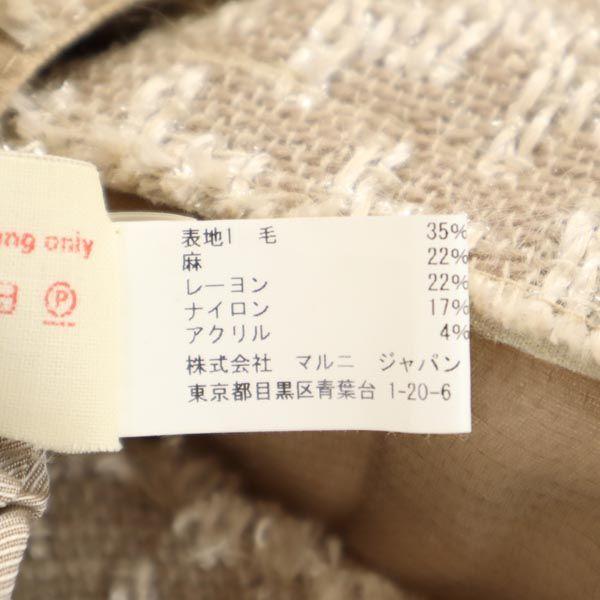 ing only
P
表地1 毛 35%
麻 22%
レーヨン 22%
ナイロン 17%
アクリル 4%
株式会社 マルニ ジャパン
東京都目黒区青葉台 1-20-6